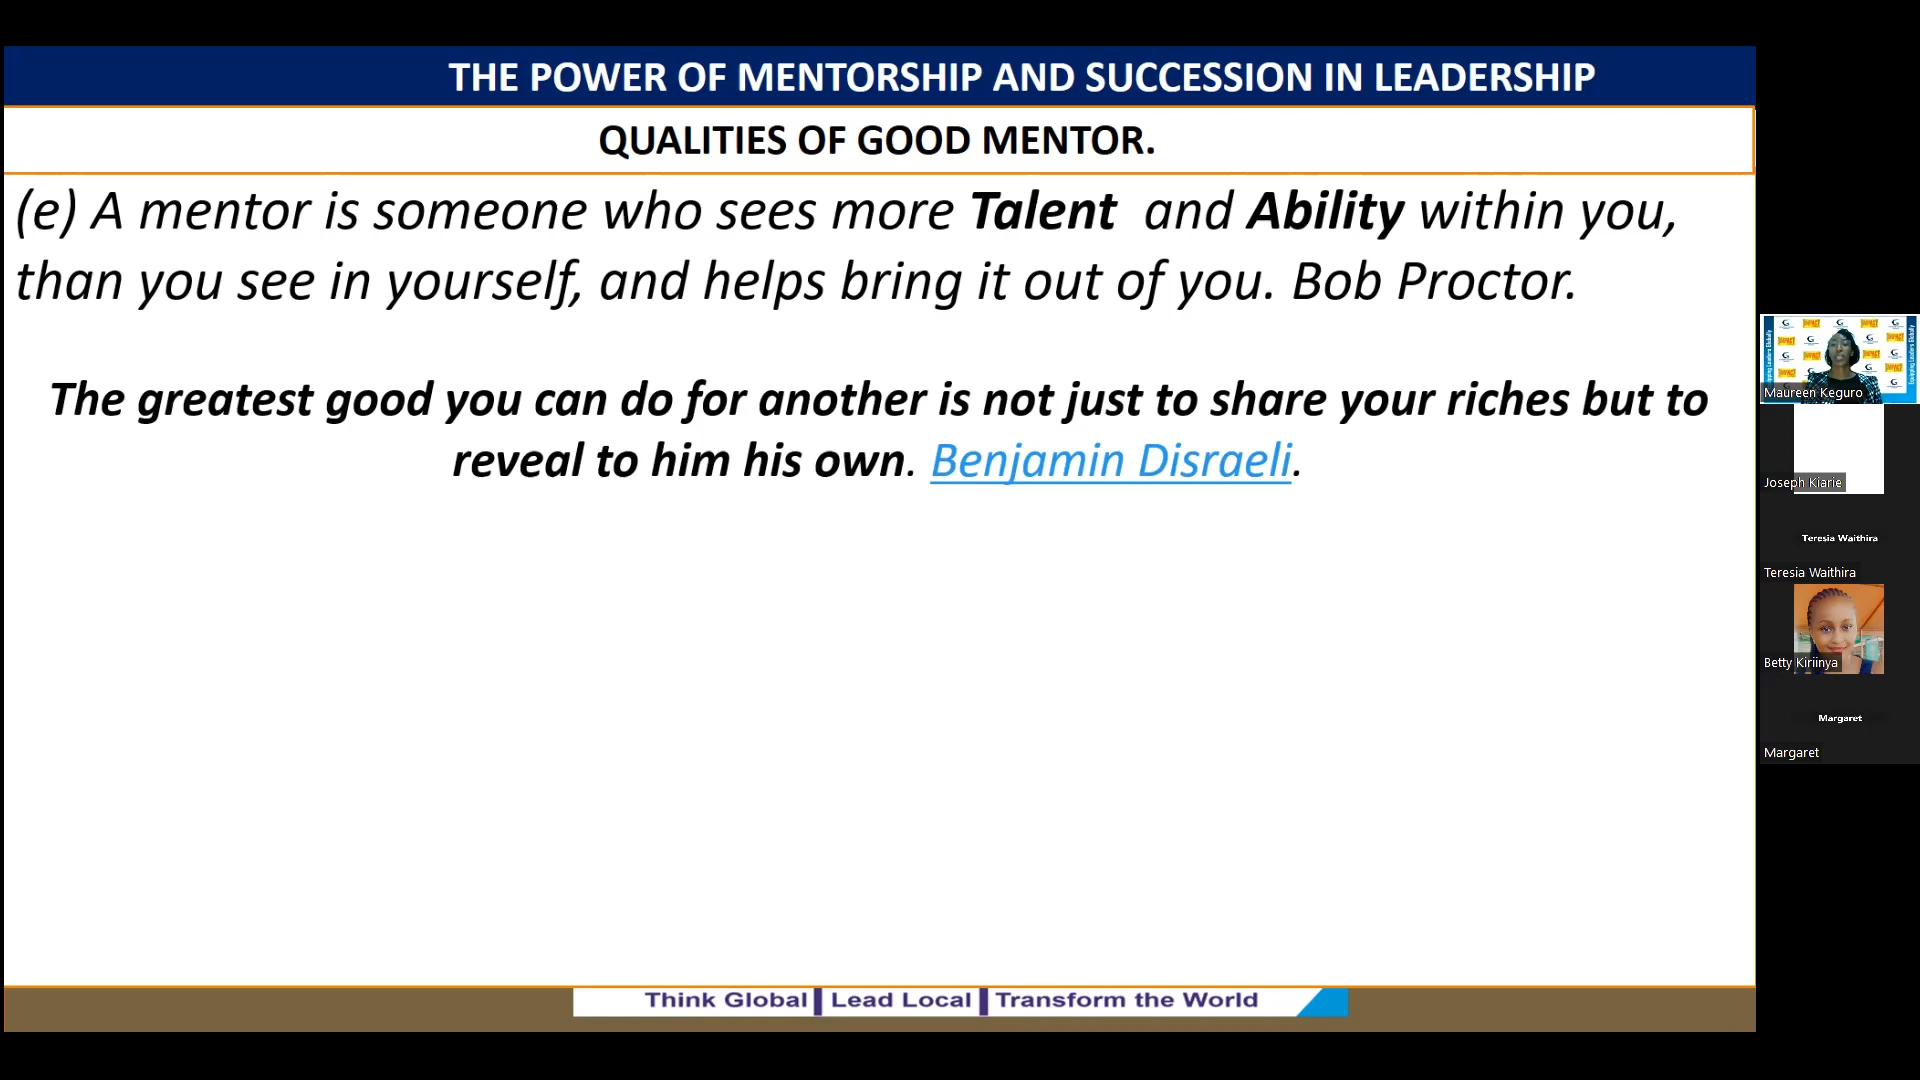 THE POWER OF MENTORSHIP AND SUCCESSION IN LEADERSHIP
QUALITIES OF GOOD MENTOR.
(e) A mentor is someone who sees more Talent and Ability within you,
than you see in yourself, and helps bring it out of you. Bob Proctor.
The greatest good you can do for another is not just to share your riches but to
reveal to him his own. Benjamin Disraeli.
Think Global | Lead Local | Transform the World
Maureen Keguro
Joseph Kiarie
Teresia Waithira
Teresia Waithira
Betty Kiriinya
Margaret
Margaret